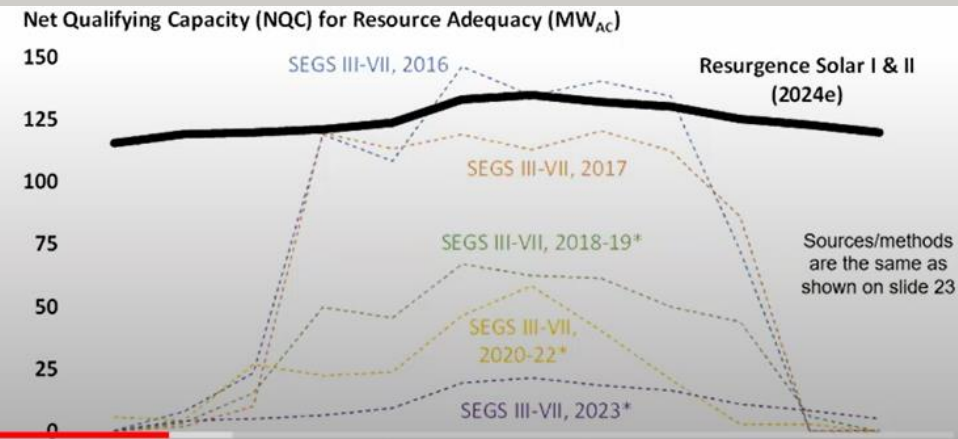 Net Qualifying Capacity (NQC) for Resource Adequacy (MWAC)
150
SEGS III-VII, 2016
Resurgence Solar I & II
(2024e)
125
SEGS III-VII, 2017
100
SEGS III-VII, 2018-19*
75
Sources/methods
are the same as
shown on slide 23
50
SEGS III-VII,
2020-22*
25
SEGS III-VII, 2023*
0